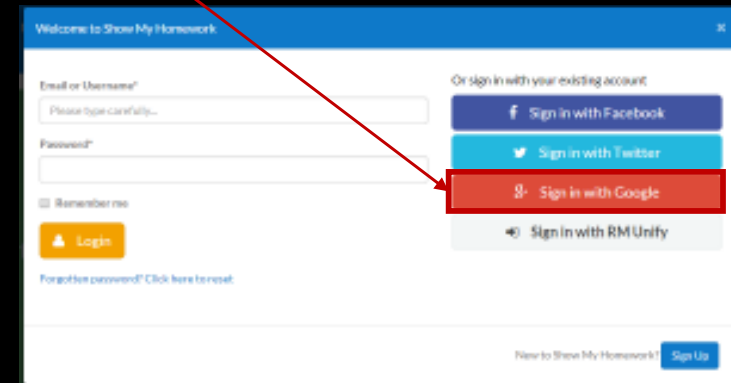 Welcome to Show My Homework
×
Email or Username*
Please type carefully...
Password*
Remember me
Login
Forgotten password? Click here to reset
Or sign in with your existing account
f Sign in with Facebook
Sign in with Twitter
g+ Sign in with Google
Sign in with RM Unify
New to Show My Homework? Sign Up